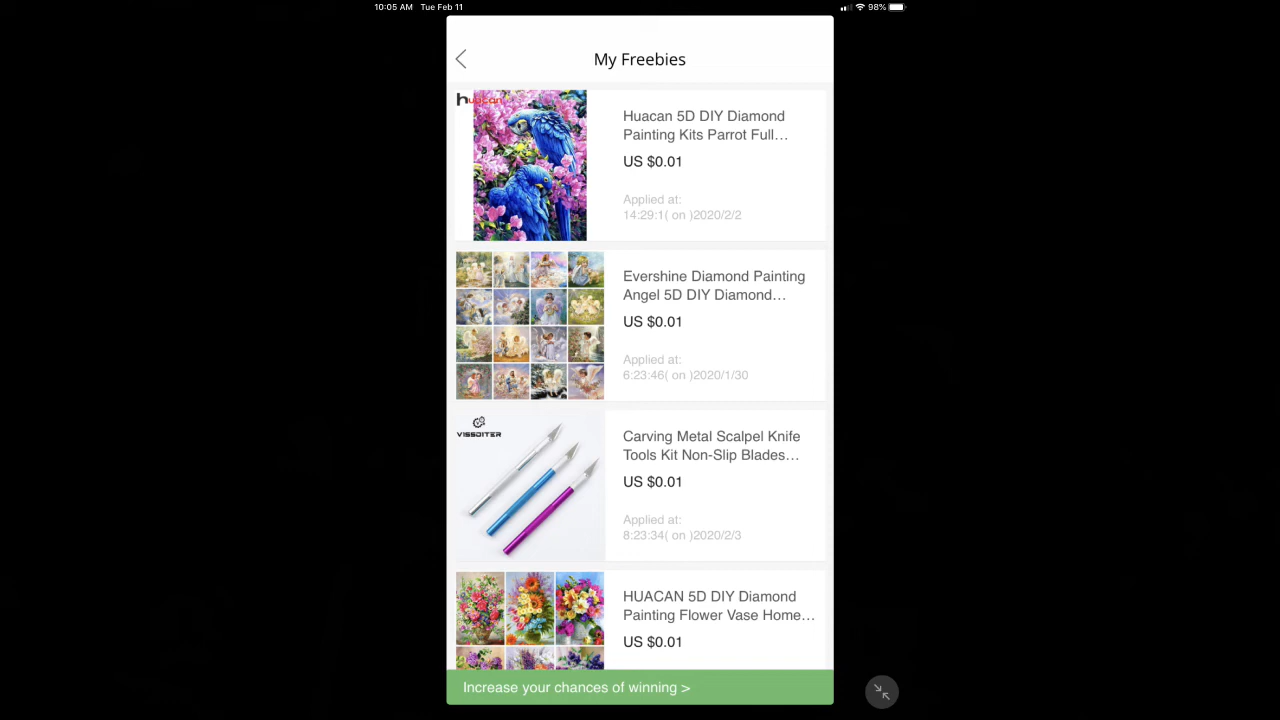 10:05 AM Tue Feb 11
98%
My Freebies
huacan
Huacan 5D DIY Diamond
Painting Kits Parrot Full…
US $0.01
Applied at:
14:29:1( on )2020/2/2
Evershine Diamond Painting
Angel 5D DIY Diamond…
US $0.01
Applied at:
6:23:46( on )2020/1/30
VISSDITER
Carving Metal Scalpel Knife
Tools Kit Non-Slip Blades…
US $0.01
Applied at:
8:23:34( on )2020/2/3
HUACAN 5D DIY Diamond
Painting Flower Vase Home…
US $0.01
Increase your chances of winning >